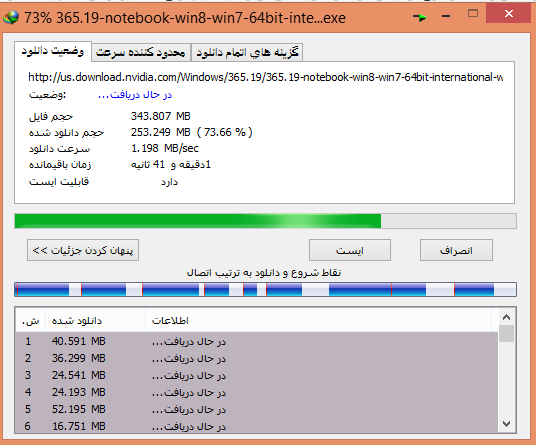 73% 365.19-notebook-win8-win7-64bit-inte...exe
وضعیت دانلود محدود کننده سرعت گزینه هاي اتمام دانلود
http://us.download.nvidia.com/Windows/365.19/365.19-notebook-win8-win7-64bit-international-w
وضعیت: در حال دریافت...
حجم فایل 343.807 MB
حجم دانلود شده 253.249 MB ( 73.66 % )
سرعت دانلود 1.198 MB/sec
زمان باقیمانده 1دقیقه و 41 ثانیه
قابلیت ایست دارد
<< پنهان کردن جزئیات ایست انصراف
نقاط شروع و دانلود به ترتیب اتصال
ش. دانلود شده اطلاعات
1 40.591 MB در حال دریافت...
2 36.299 MB در حال دریافت...
3 24.541 MB در حال دریافت...
4 24.193 MB در حال دریافت...
5 52.195 MB در حال دریافت...
6 16.751 MB در حال دریافت...